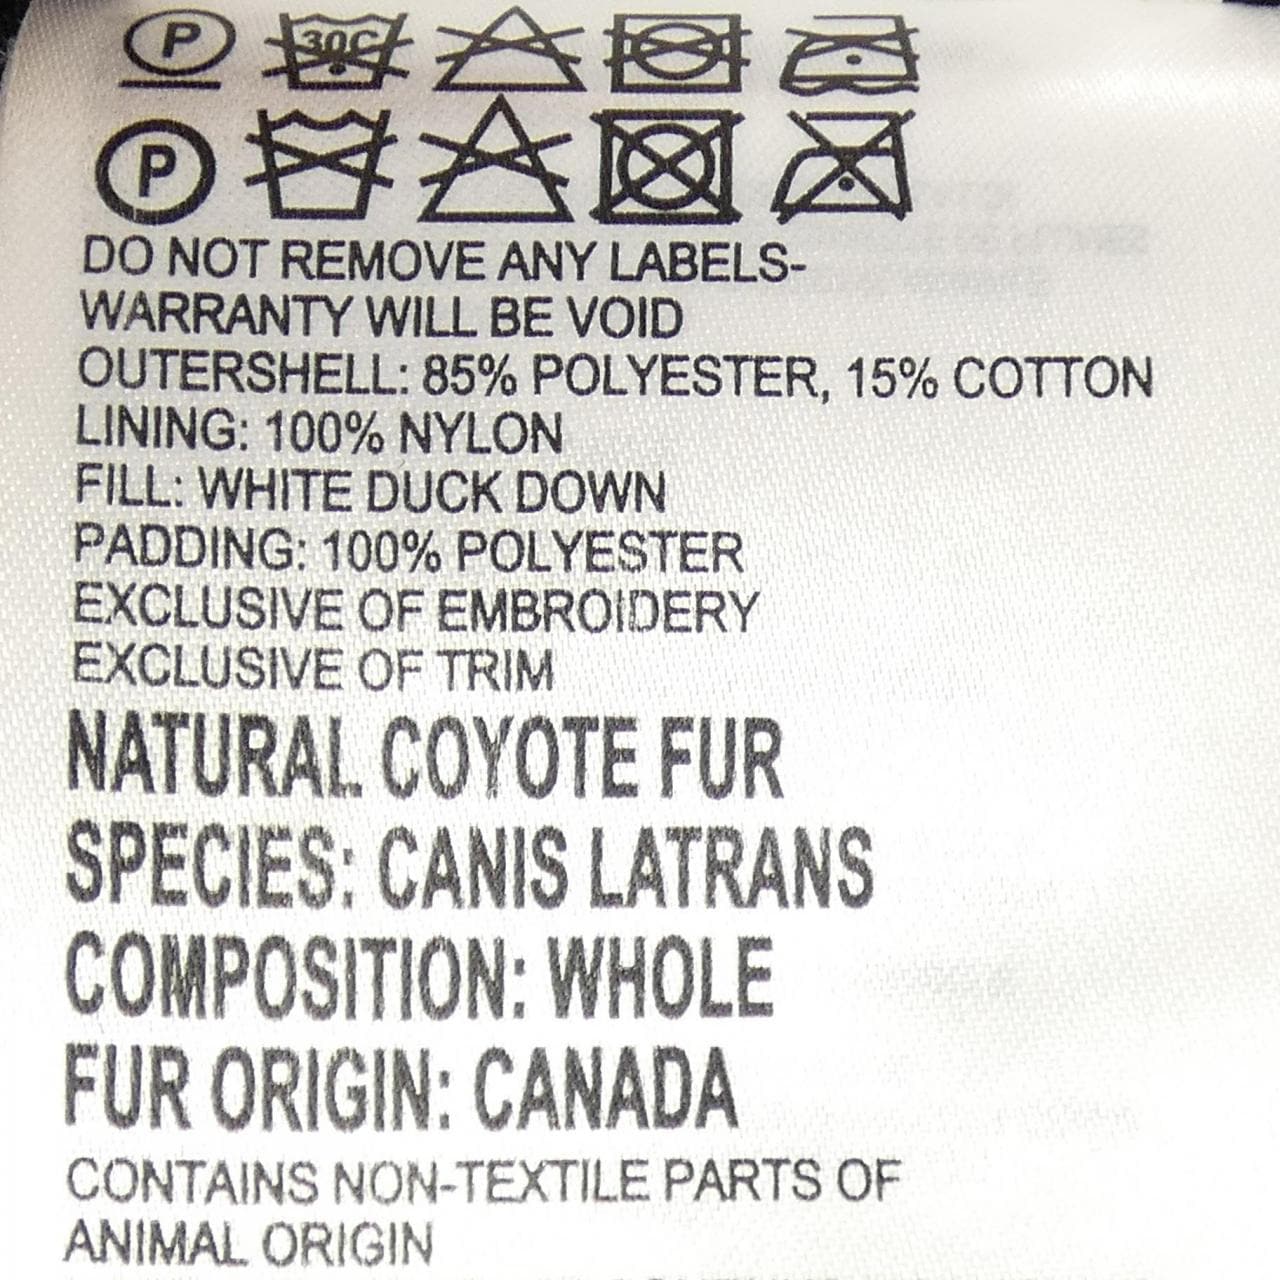 P 30C
P
DO NOT REMOVE ANY LABELS-
WARRANTY WILL BE VOID
OUTERSHELL: 85% POLYESTER, 15% COTTON
LINING: 100% NYLON
FILL: WHITE DUCK DOWN
PADDING: 100% POLYESTER
EXCLUSIVE OF EMBROIDERY
EXCLUSIVE OF TRIM
NATURAL COYOTE FUR
SPECIES: CANIS LATRANS
COMPOSITION: WHOLE
FUR ORIGIN: CANADA
CONTAINS NON-TEXTILE PARTS OF
ANIMAL ORIGIN